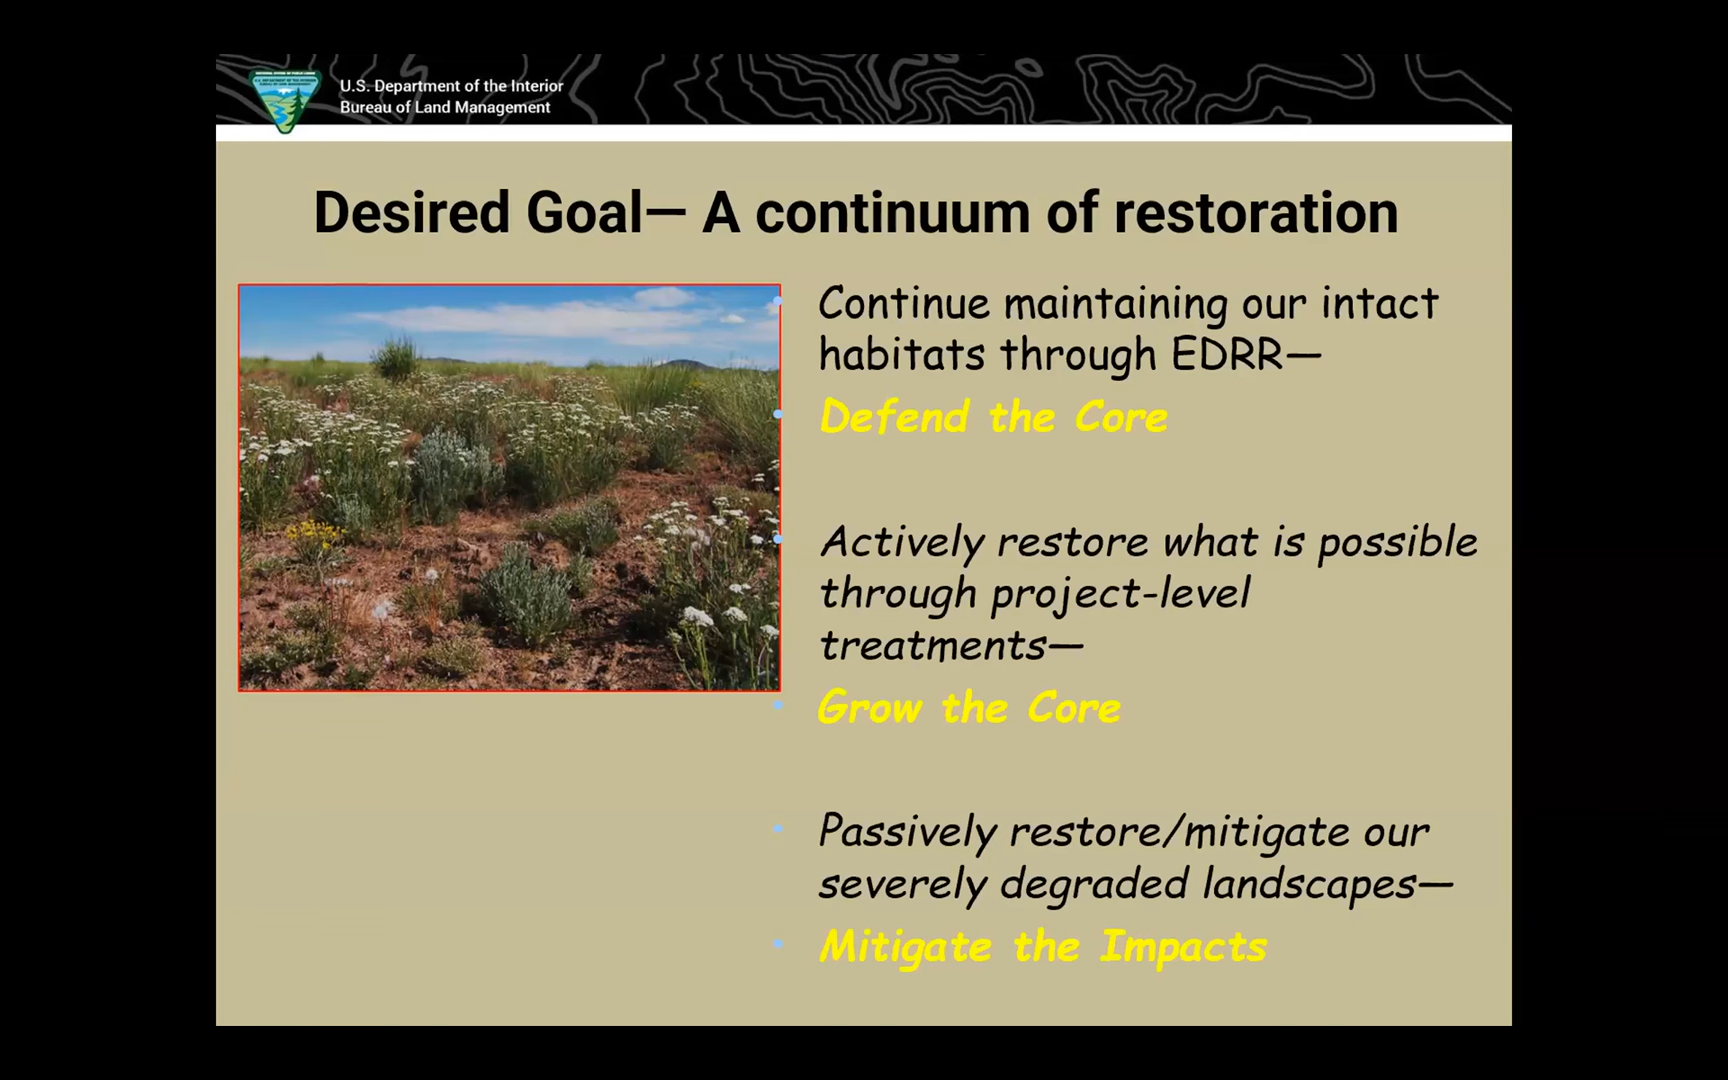 U.S. Department of the Interior
Bureau of Land Management
Desired Goal— A continuum of restoration
Continue maintaining our intact
habitats through EDRR—
Defend the Core
Actively restore what is possible
through project-level
treatments—
Grow the Core
Passively restore/mitigate our
severely degraded landscapes—
Mitigate the Impacts